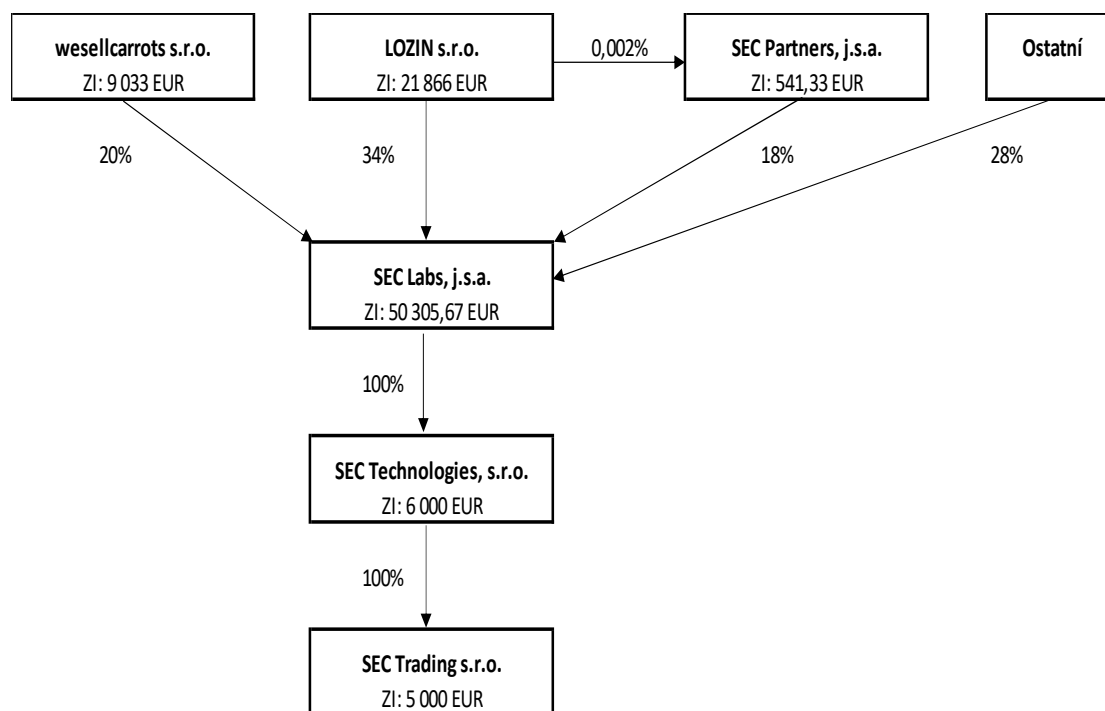 wesellcarrots s.r.o.
ZI: 9 033 EUR
LOZIN s.r.o.
ZI: 21 866 EUR
0,002%
SEC Partners, j.s.a.
ZI: 541,33 EUR
Ostatní
20%
34%
18%
28%
SEC Labs, j.s.a.
ZI: 50 305,67 EUR
100%
SEC Technologies, s.r.o.
ZI: 6 000 EUR
100%
SEC Trading s.r.o.
ZI: 5 000 EUR